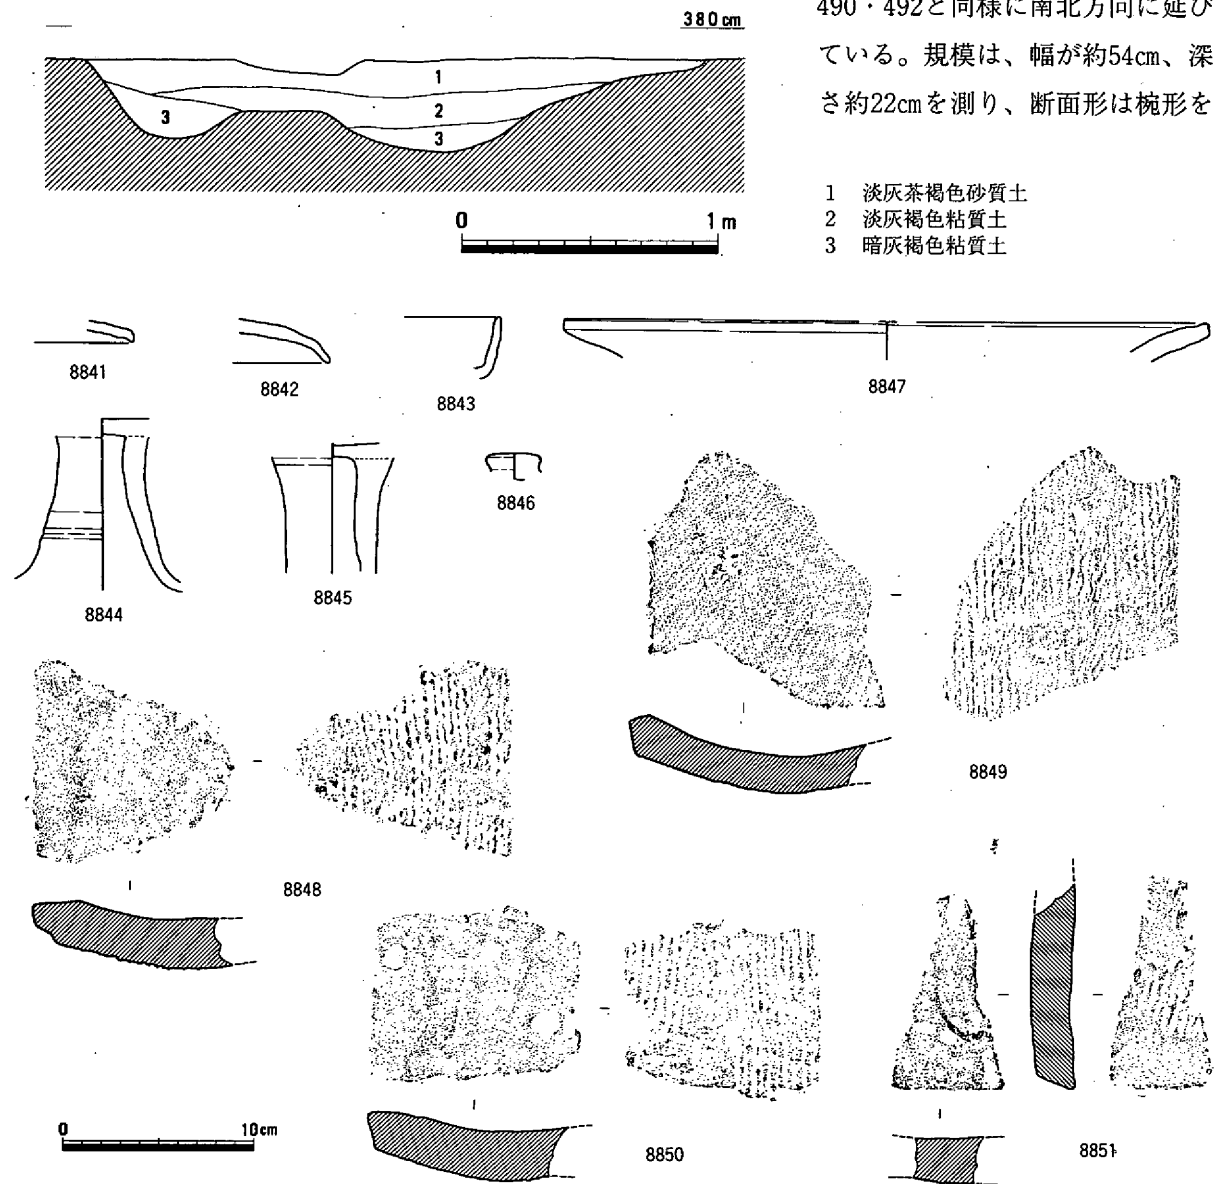 490・492と同様に南北方向に延び
ている。規模は、幅が約54cm、深
さ約22cmを測り、断面形は椀形を
380cm
1
2
3
3
0 1m
1 淡灰茶褐色砂質土
2 淡灰褐色粘質土
3 暗灰褐色粘質土
8841
8842
8843
8847
8844
8845
8846
8849
8848
8850
8851
0 10cm